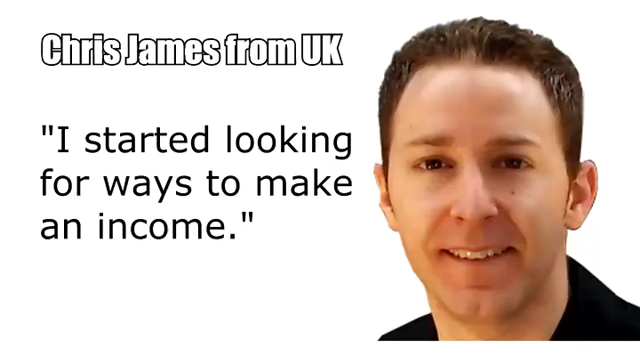 Chris James from UK
"I started looking
for ways to make
an income."